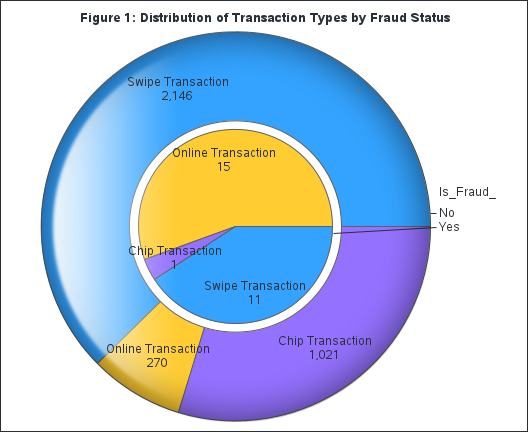 Figure 1: Distribution of Transaction Types by Fraud Status
Swipe Transaction
2,146
Online Transaction
15
Is_Fraud_
No
Yes
Chip Transaction
1
Swipe Transaction
11
Online Transaction
270
Chip Transaction
1,021